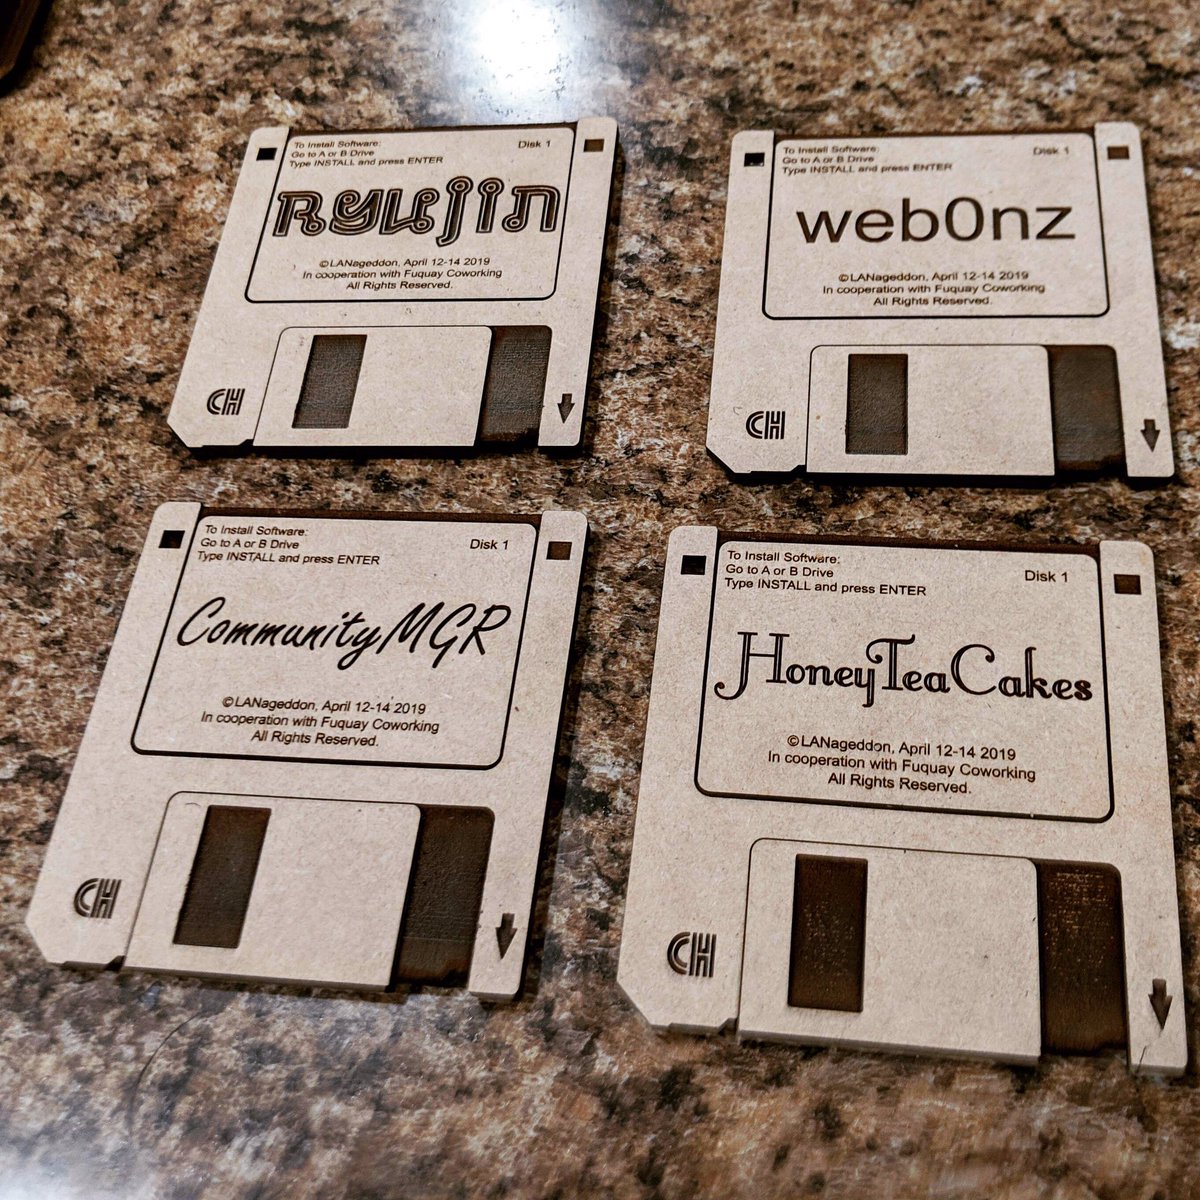 To Install Software:
Go to A or B Drive
Type INSTALL and press ENTER
Disk 1
Ryujin
©LANageddon, April 12-14 2019
In cooperation with Fuquay Coworking
All Rights Reserved.
CH
To Install Software:
Go to A or B Drive
Type INSTALL and press ENTER
Disk 1
web0nz
©LANageddon, April 12-14 2019
In cooperation with Fuquay Coworking
All Rights Reserved.
CH
To Install Software:
Go to A or B Drive
Type INSTALL and press ENTER
Disk 1
CommunityMGR
©LANageddon, April 12-14 2019
In cooperation with Fuquay Coworking
All Rights Reserved.
CH
To Install Software:
Go to A or B Drive
Type INSTALL and press ENTER
Disk 1
HoneyTeaCakes
©LANageddon, April 12-14 2019
In cooperation with Fuquay Coworking
All Rights Reserved.
CH